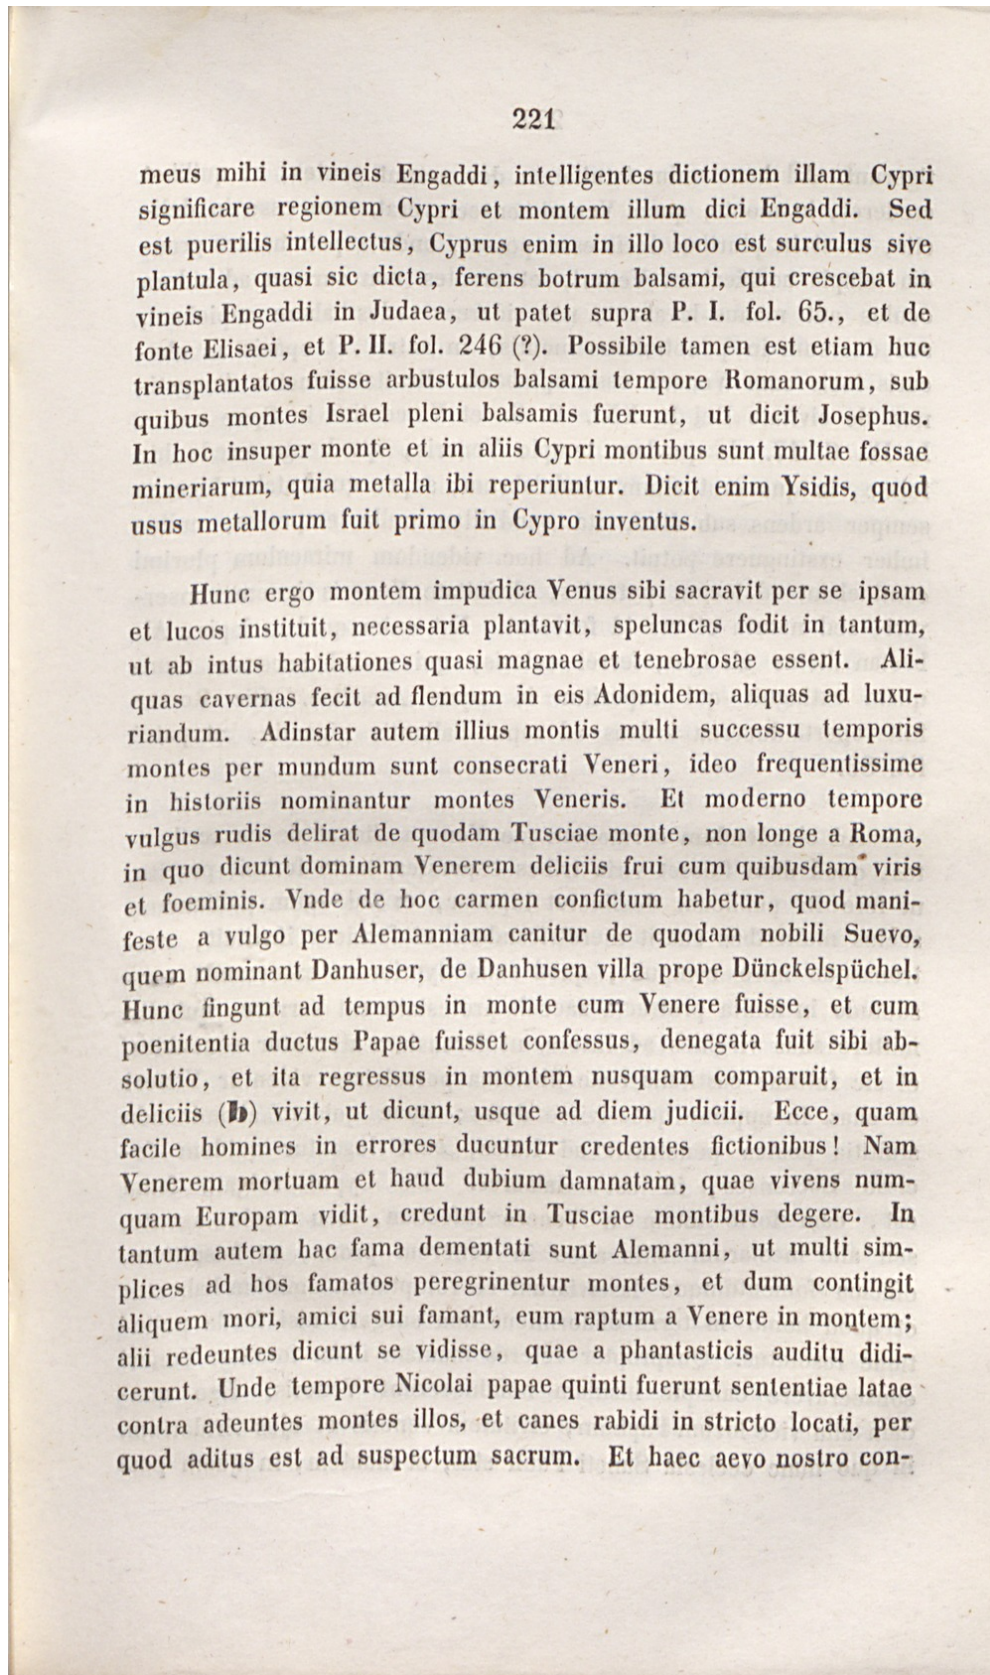 221
meus mihi in vineis Engaddi, intelligentes dictionem illam Cypri
significare regionem Cypri et montem illum dici Engaddi. Sed
est puerilis intellectus, Cyprus enim in illo loco est surculus sive
plantula, quasi sic dicta, ferens botrum balsami, qui crescebat in
vineis Engaddi in Judaea, ut patet supra P. I. fol. 65., et de
fonte Elisaei, et P. II. fol. 246 (?). Possibile tamen est etiam huc
transplantatos fuisse arbustulos balsami tempore Romanorum, sub
quibus montes Israel pleni balsamis fuerunt, ut dicit Josephus.
In hoc insuper monte et in aliis Cypri montibus sunt multae fossae
mineriarum, quia metalla ibi reperiuntur. Dicit enim Ysidis, quod
usus metallorum fuit primo in Cypro inventus.
Hunc ergo montem impudica Venus sibi sacravit per se ipsam
et lucos instituit, necessaria plantavit, speluncas fodit in tantum,
ut ab intus habitationes quasi magnae et tenebrosae essent. Ali-
quas cavernas fecit ad flendum in eis Adonidem, aliquas ad luxu-
riandum. Adinstar autem illius montis multi successu temporis
montes per mundum sunt consecrati Veneri, ideo frequentissime
in historiis nominantur montes Veneris. Et moderno tempore
vulgus rudis delirat de quodam Tusciae monte, non longe a Roma,
in quo dicunt dominam Venerem deliciis frui cum quibusdam viris
et foeminis. Vnde de hoc carmen confictum habetur, quod mani-
feste a vulgo per Alemanniam canitur de quodam nobili Suevo,
quem nominant Danhuser, de Danhusen villa prope Dünckelspüchel.
Hunc fingunt ad tempus in monte cum Venere fuisse, et cum
poenitentia ductus Papae fuisset confessus, denegata fuit sibi ab-
solutio, et ita regressus in montem nusquam comparuit, et in
deliciis (b) vivit, ut dicunt, usque ad diem judicii. Ecce, quam
facile homines in errores ducuntur credentes fictionibus! Nam
Venerem mortuam et haud dubium damnatam, quae vivens num-
quam Europam vidit, credunt in Tusciae montibus degere. In
tantum autem hac fama dementati sunt Alemanni, ut multi sim-
plices ad hos famatos peregrinentur montes, et dum contingit
aliquem mori, amici sui famant, eum raptum a Venere in montem;
alii redeuntes dicunt se vidisse, quae a phantasticis auditu didi-
cerunt. Unde tempore Nicolai papae quinti fuerunt sententiae latae
contra adeuntes montes illos, et canes rabidi in stricto locati, per
quod aditus est ad suspectum sacrum. Et haec aevo nostro con-